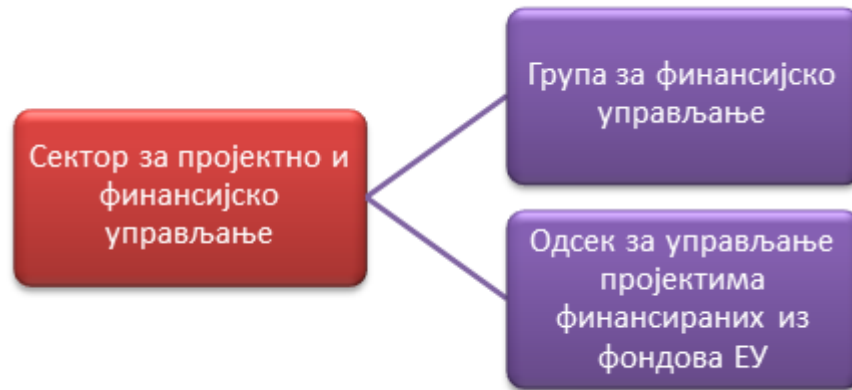 Сектор за пројектно и
финансијско
управљање
Група за финансијско
управљање
Одсек за управљање
пројектима
финансираних из
фондова ЕУ